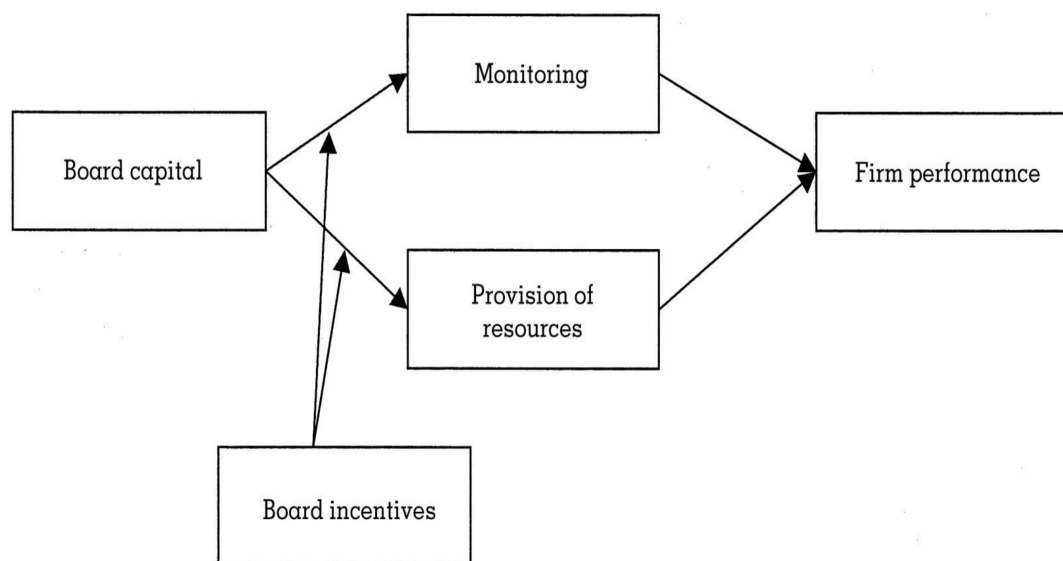 Monitoring
Board capital
Firm performance
Provision of
resources
Board incentives